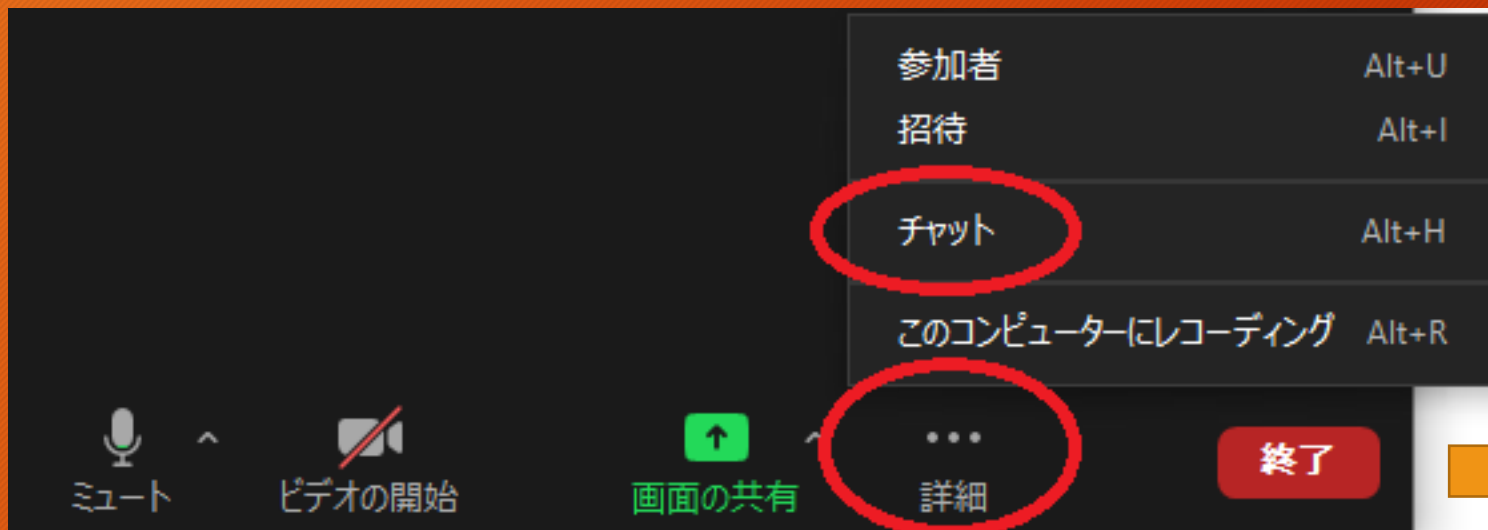 参加者 Alt+U
招待 Alt+I
チャット Alt+H
このコンピューターにレコーディング Alt+R
ミュート ビデオの開始 画面の共有 詳細 終了